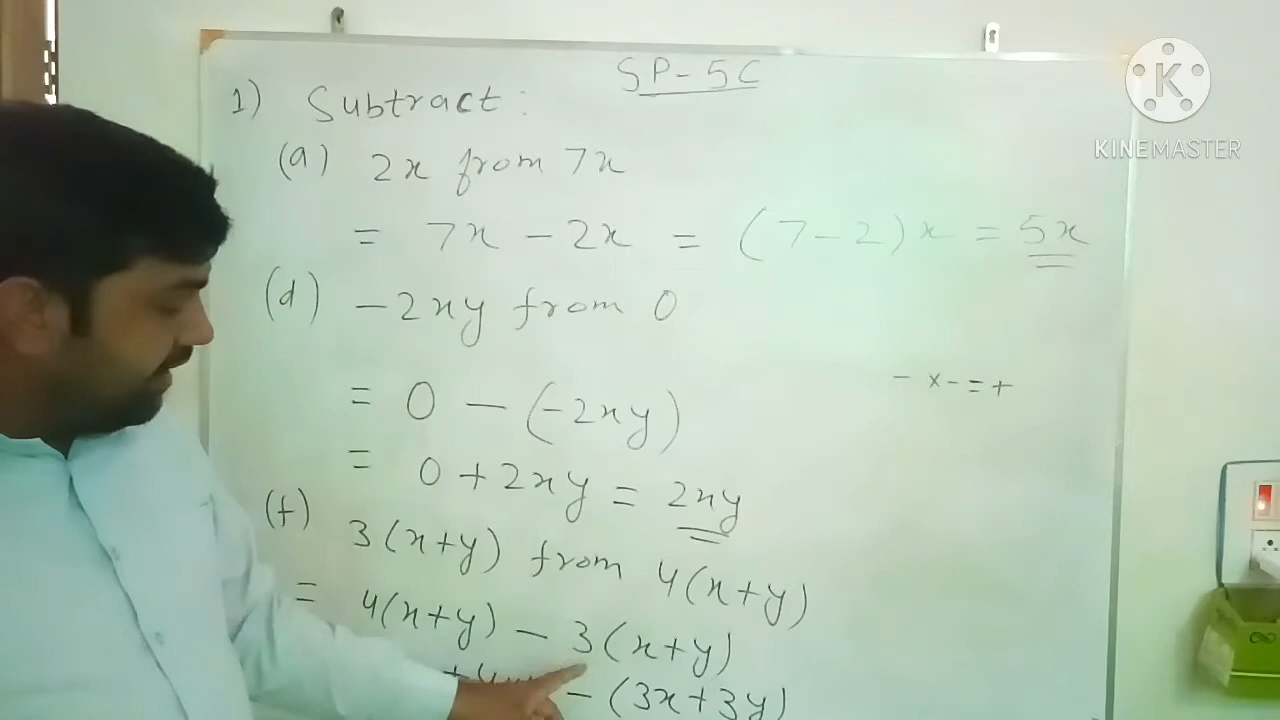 SP-5C
1) Subtract:
(a) 2x from 7x
= 7x - 2x = (7-2)x = 5x
(d) -2xy from 0
- x - = +
= 0 - (-2xy)
= 0 + 2xy = 2xy
(f) 3(x+y) from 4(x+y)
= 4(x+y) - 3(x+y)
- (3x+3y)
K
KINEMASTER